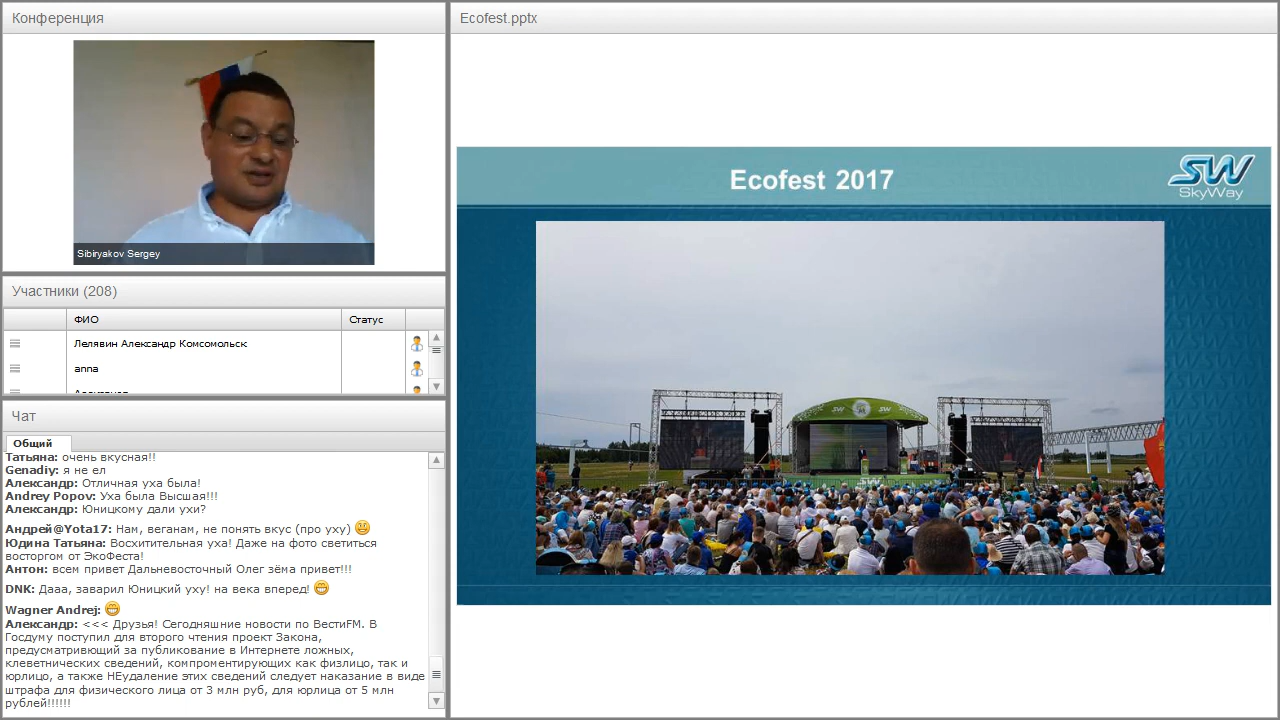 Конференция
Sibiryakov Sergey
Участники (208)
ФИО
Статус
Лелявин Александр Комсомольск
anna
Чат
Общий
Татьяна: очень вкусная!!
Genadiy: я не ел
Александр: Отличная уха была!
Andrey Popov: Уха была Высшая!!!
Александр: Юницкому дали ухи?
Андрей@Yota17: Нам, веганам, не понять вкус (про уху)
Юдина Татьяна: Восхитительная уха! Даже на фото светиться
восторгом от ЭкоФеста!
Антон: всем привет Дальневосточный Олег зёма привет!!!
DNK: Дааа, заварил Юницкий уху! на века вперед!
Wagner Andrej:
Александр: <<< Друзья! Сегодняшние новости по ВестиFM. В
Госдуму поступил для второго чтения проект Закона,
предусматривющий за публикование в Интернете ложных,
клеветнических сведений, компроментирующих как физлицо, так и
юрлицо, а также НЕудаление этих сведений следует наказание в виде
штрафа для физического лица от 3 млн руб, для юрлица от 5 млн
рублей!!!!!!
Ecofest.pptx
Ecofest 2017
SW
SkyWay
SW
SW
SW